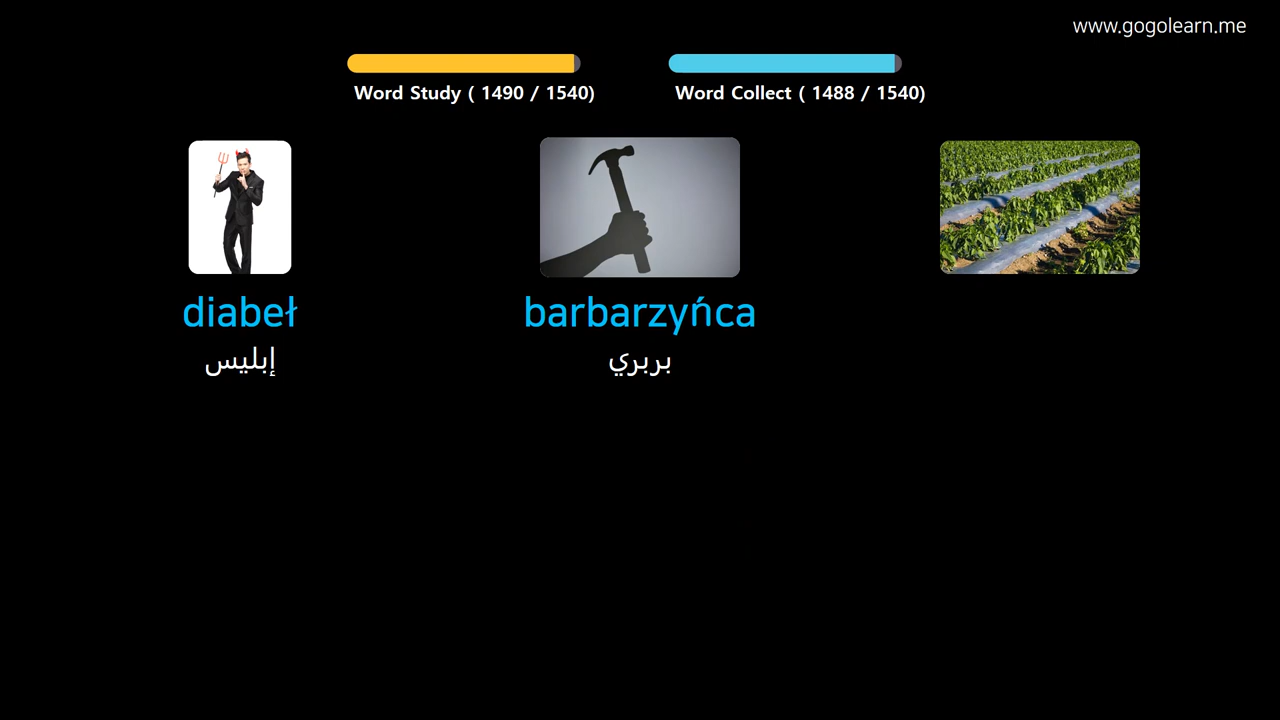 www.gogolearn.me
Word Study ( 1490 / 1540)
Word Collect ( 1488 / 1540)
diabeł
barbarzyńca
إبليس
بربري